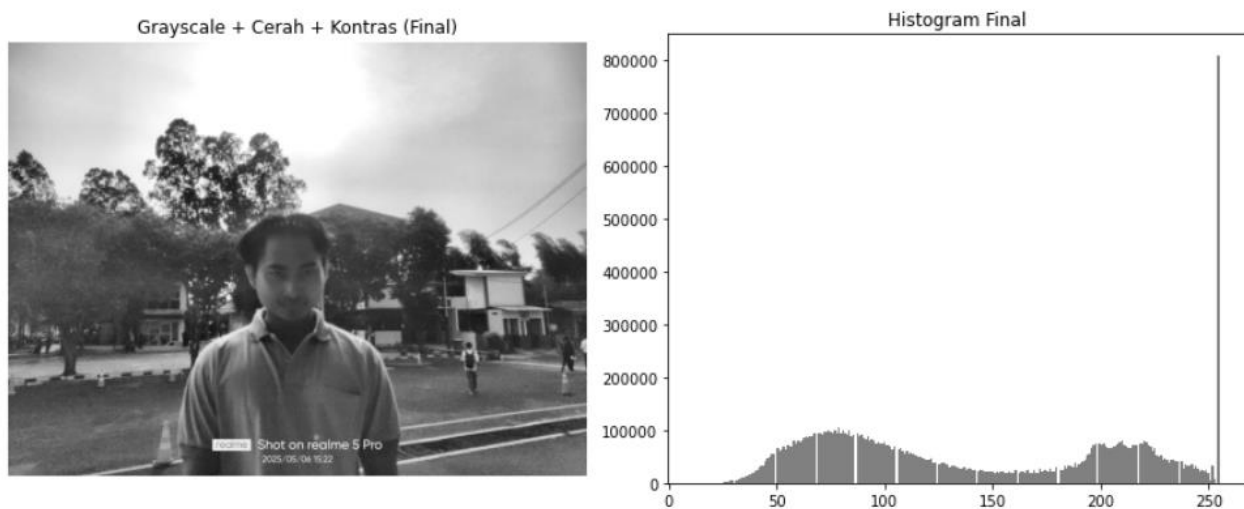 Grayscale + Cerah + Kontras (Final)
realme Shot on realme 5 Pro
2025/05/06 15:22
Histogram Final
800000
700000
600000
500000
400000
300000
200000
100000
0
0 50 100 150 200 250